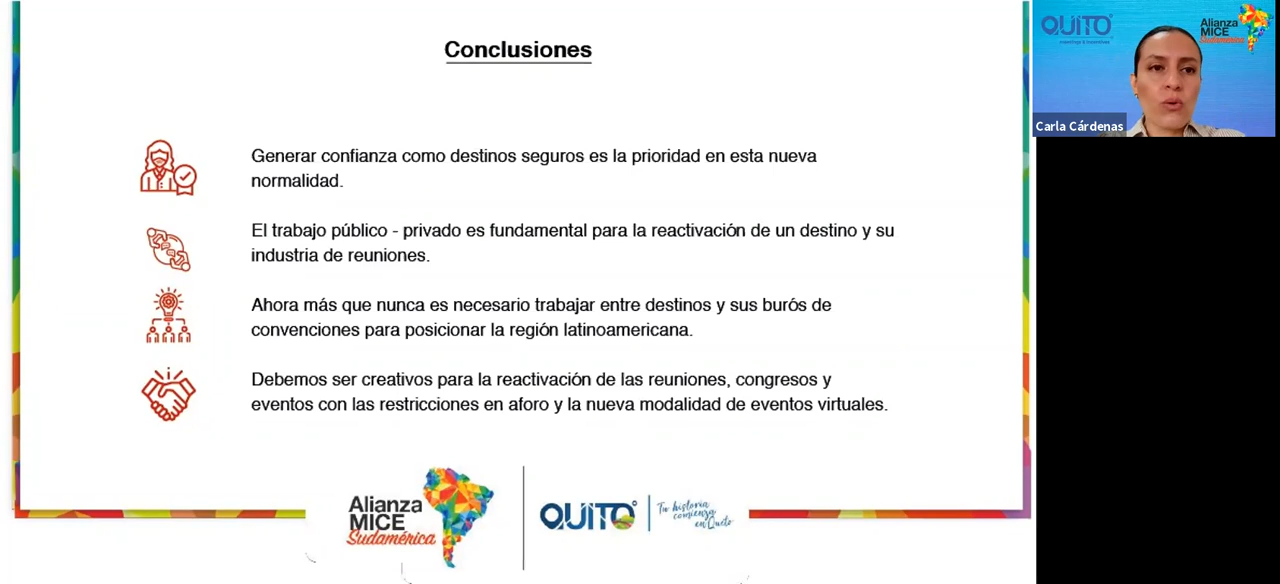 Conclusiones
Generar confianza como destinos seguros es la prioridad en esta nueva
normalidad.
El trabajo público - privado es fundamental para la reactivación de un destino y su
industria de reuniones.
Ahora más que nunca es necesario trabajar entre destinos y sus burós de
convenciones para posicionar la región latinoamericana.
Debemos ser creativos para la reactivación de las reuniones, congresos y
eventos con las restricciones en aforo y la nueva modalidad de eventos virtuales.
Alianza
MICE
Sudamérica
QUITO
Tu historia
comienza
en Quito
QUITO
Alianza
MICE
Sudamérica
Carla Cárdenas